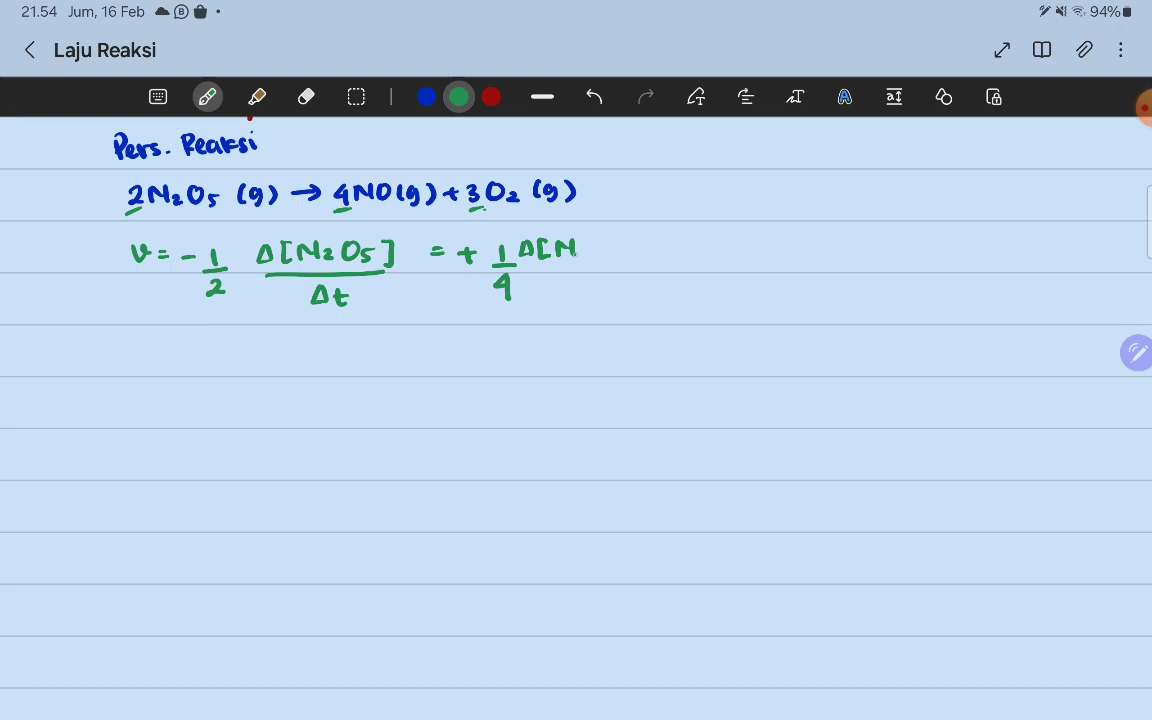 21.54 Jum, 16 Feb 94%
Laju Reaksi
Pers. Reaksi
2N₂O₅ (g) → 4NO(g) + 3O₂ (g)
v = - 1/2 Δ[N₂O₅]/Δt = + 1/4 Δ[N